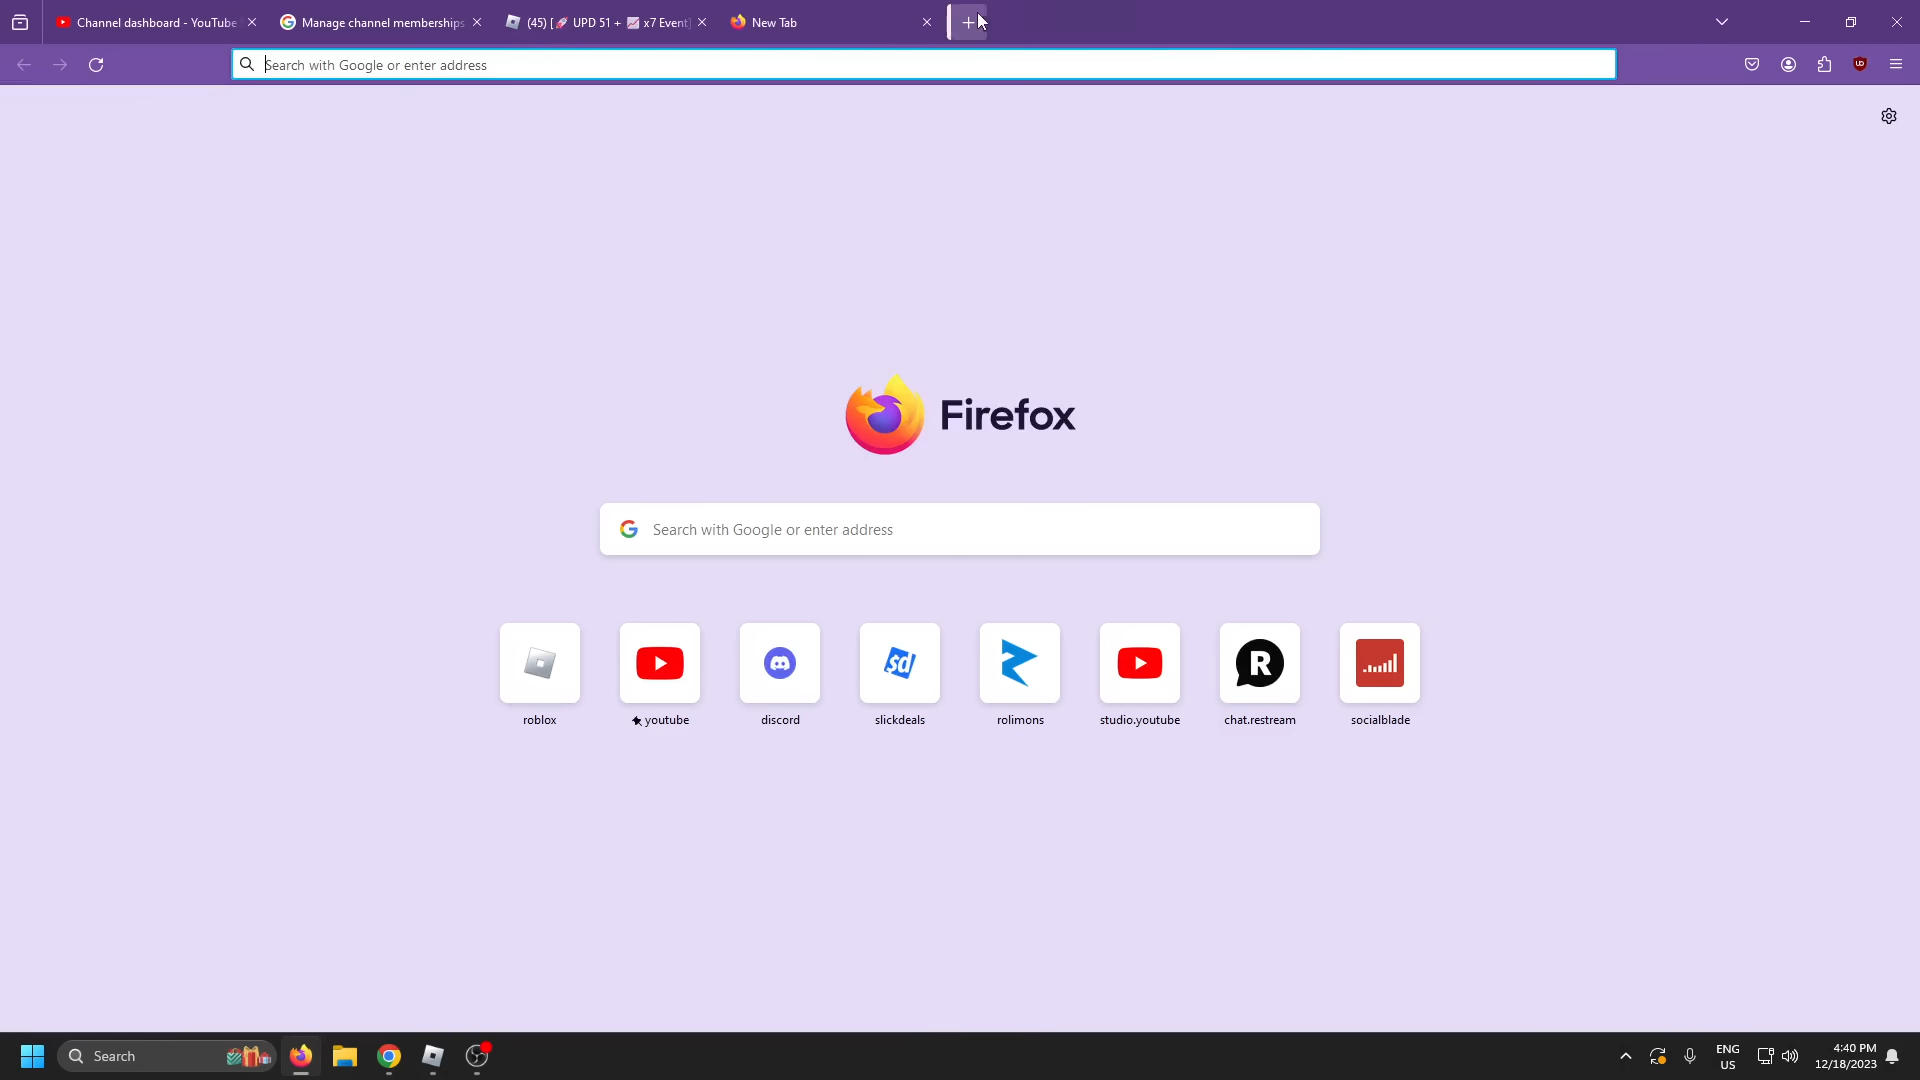 Channel dashboard - YouTube
Manage channel memberships
(45) [🚀 UPD 51 + 📈 x7 Event]
New Tab
Search with Google or enter address
Firefox
Search with Google or enter address
roblox
youtube
discord
slickdeals
rolimons
studio.youtube
chat.restream
socialblade
Search
ENG
US
4:40 PM
12/18/2023